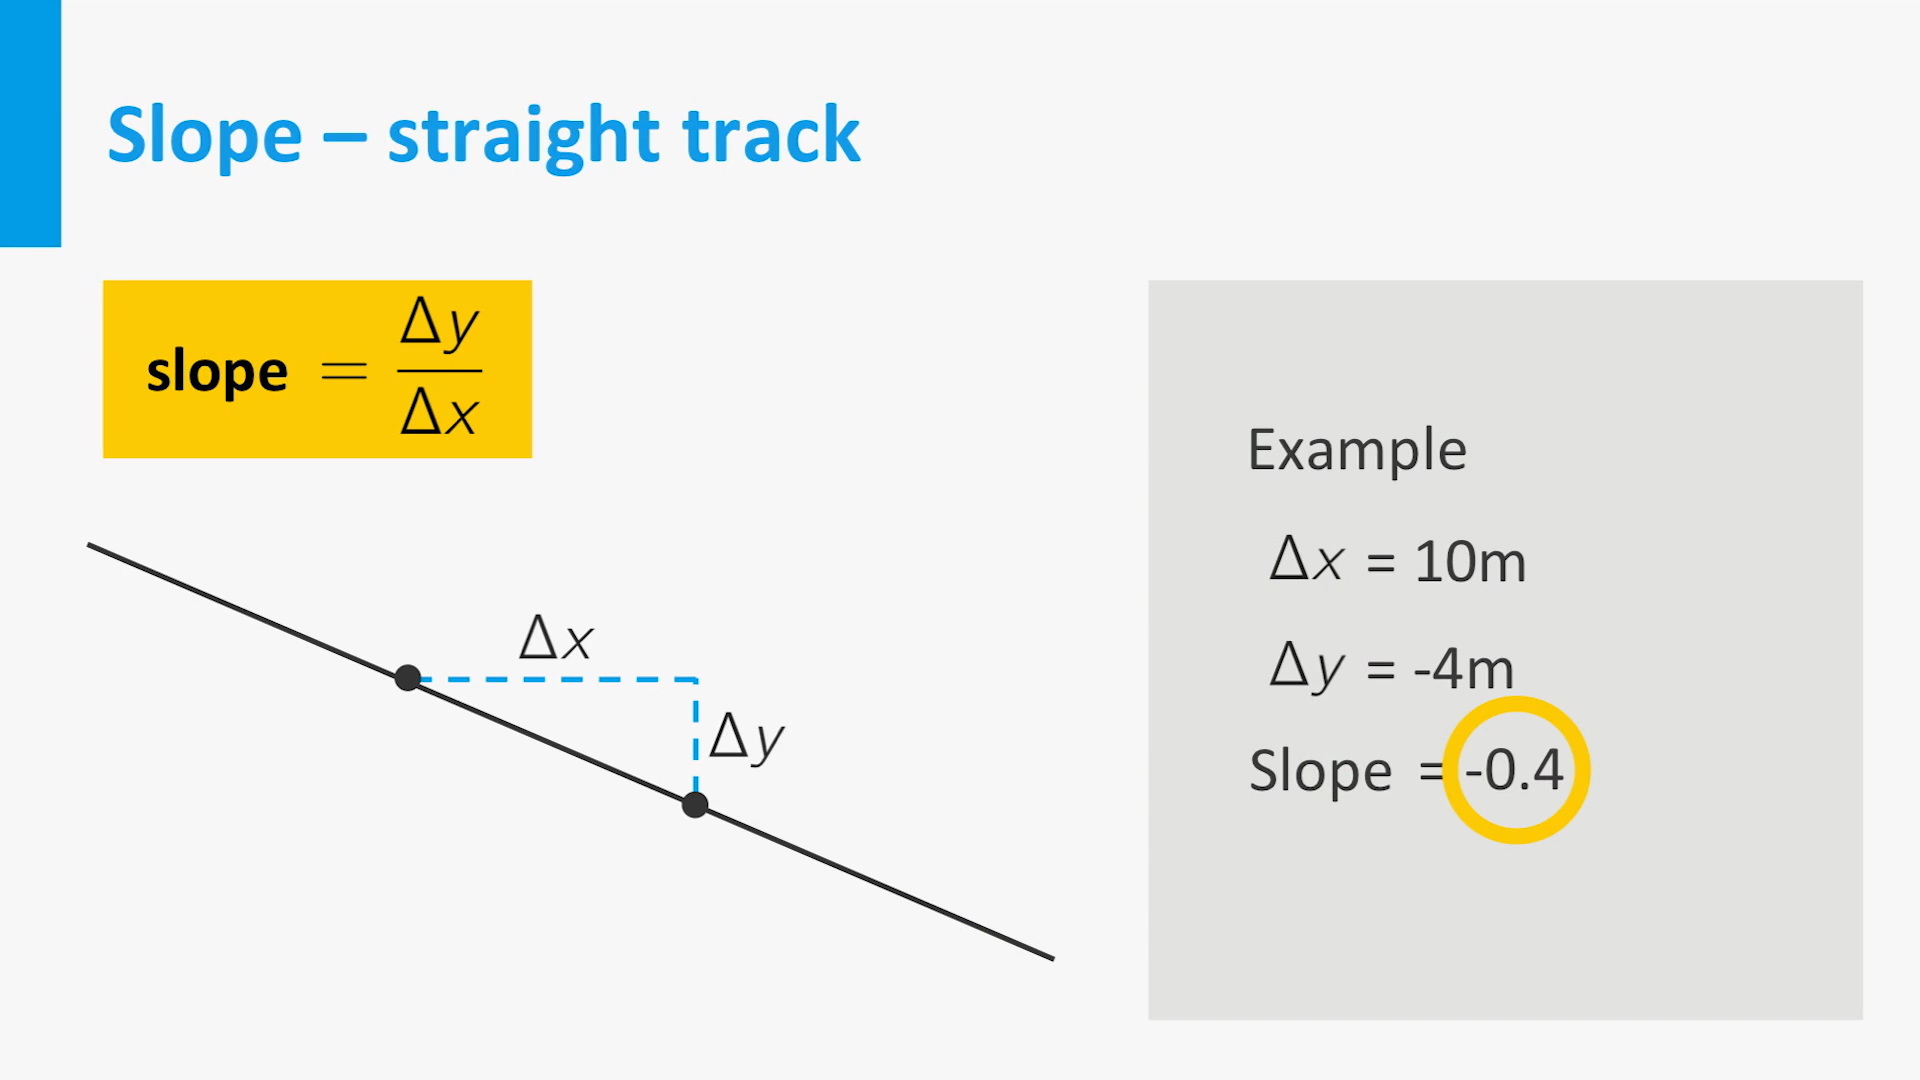 Slope – straight track
slope = Δy
Δx
Δx
Δy
Example
Δx = 10m
Δy = -4m
Slope = -0.4